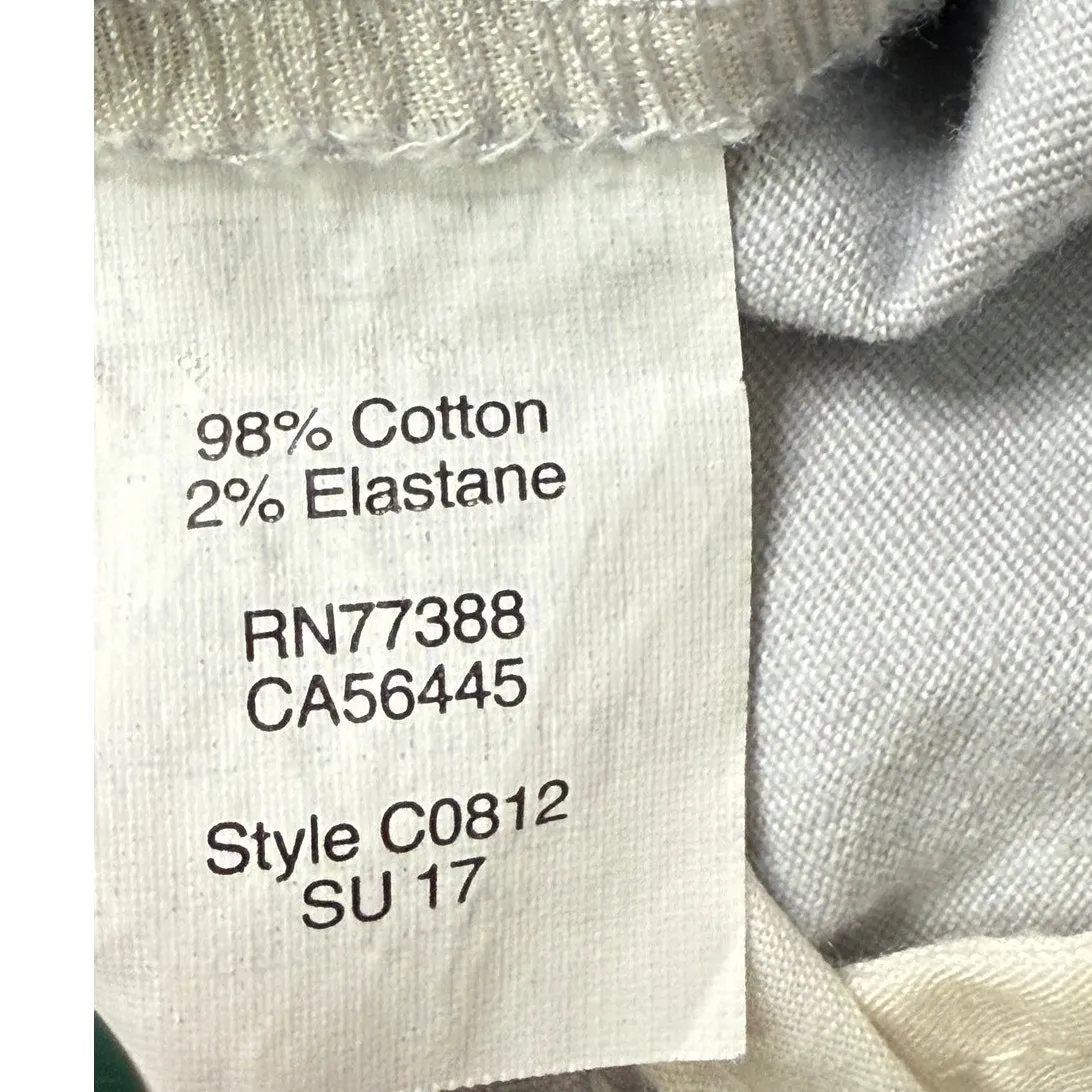 98% Cotton
2% Elastane
RN77388
CA56445
Style C0812
SU 17